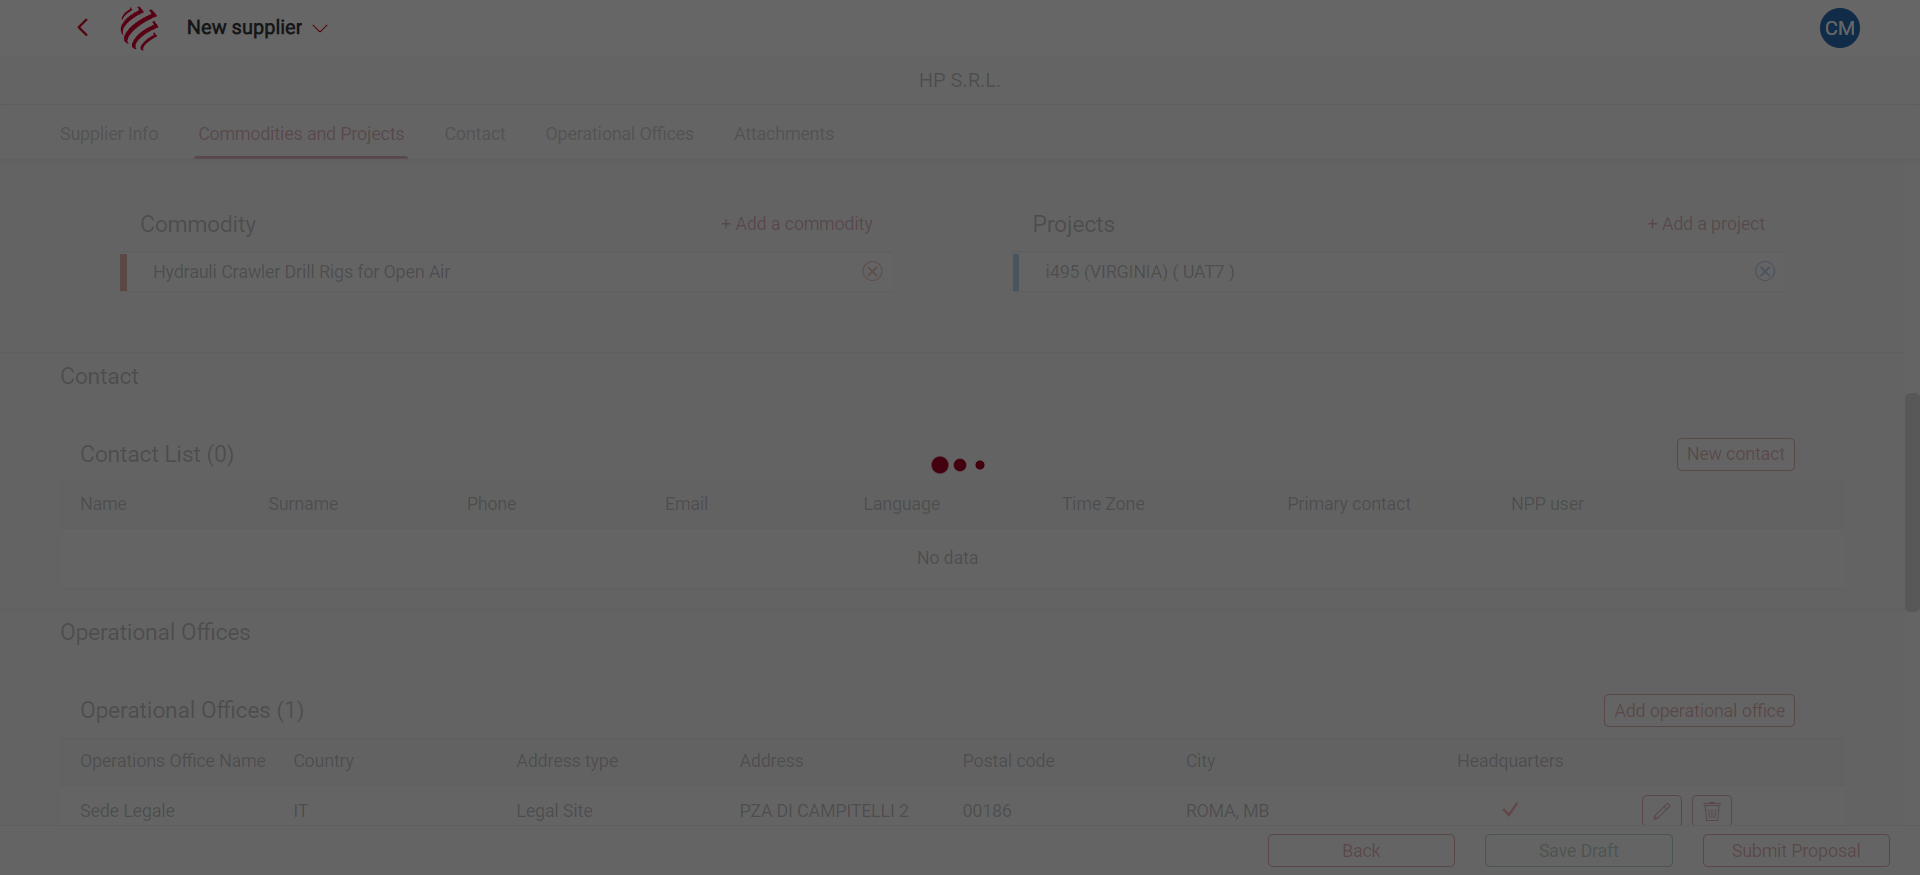 New supplier
CM
HP S.R.L.
Supplier Info Commodities and Projects Contact Operational Offices Attachments
Commodity + Add a commodity Projects + Add a project
Hydrauli Crawler Drill Rigs for Open Air i495 (VIRGINIA) ( UAT7 )
Contact
Contact List (0) New contact
Name Surname Phone Email Language Time Zone Primary contact NPP user
No data
Operational Offices
Operational Offices (1) Add operational office
Operations Office Name Country Address type Address Postal code City Headquarters
Sede Legale IT Legal Site PZA DI CAMPITELLI 2 00186 ROMA, MB
Back Save Draft Submit Proposal